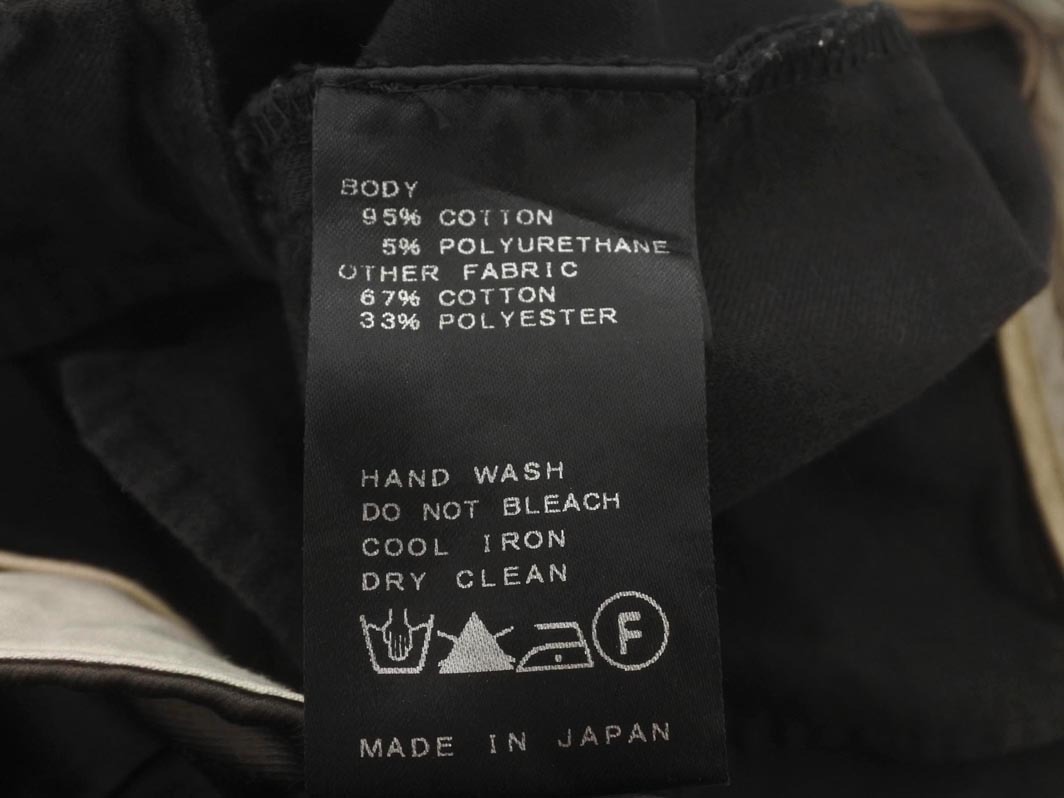 BODY
95% COTTON
5% POLYURETHANE
OTHER FABRIC
67% COTTON
33% POLYESTER
HAND WASH
DO NOT BLEACH
COOL IRON
DRY CLEAN
F
MADE IN JAPAN